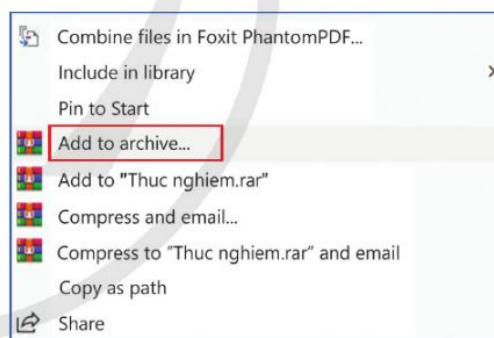 Combine files in Foxit PhantomPDF...
Include in library
Pin to Start
Add to archive...
Add to "Thuc nghiem.rar"
Compress and email...
Compress to "Thuc nghiem.rar" and email
Copy as path
Share